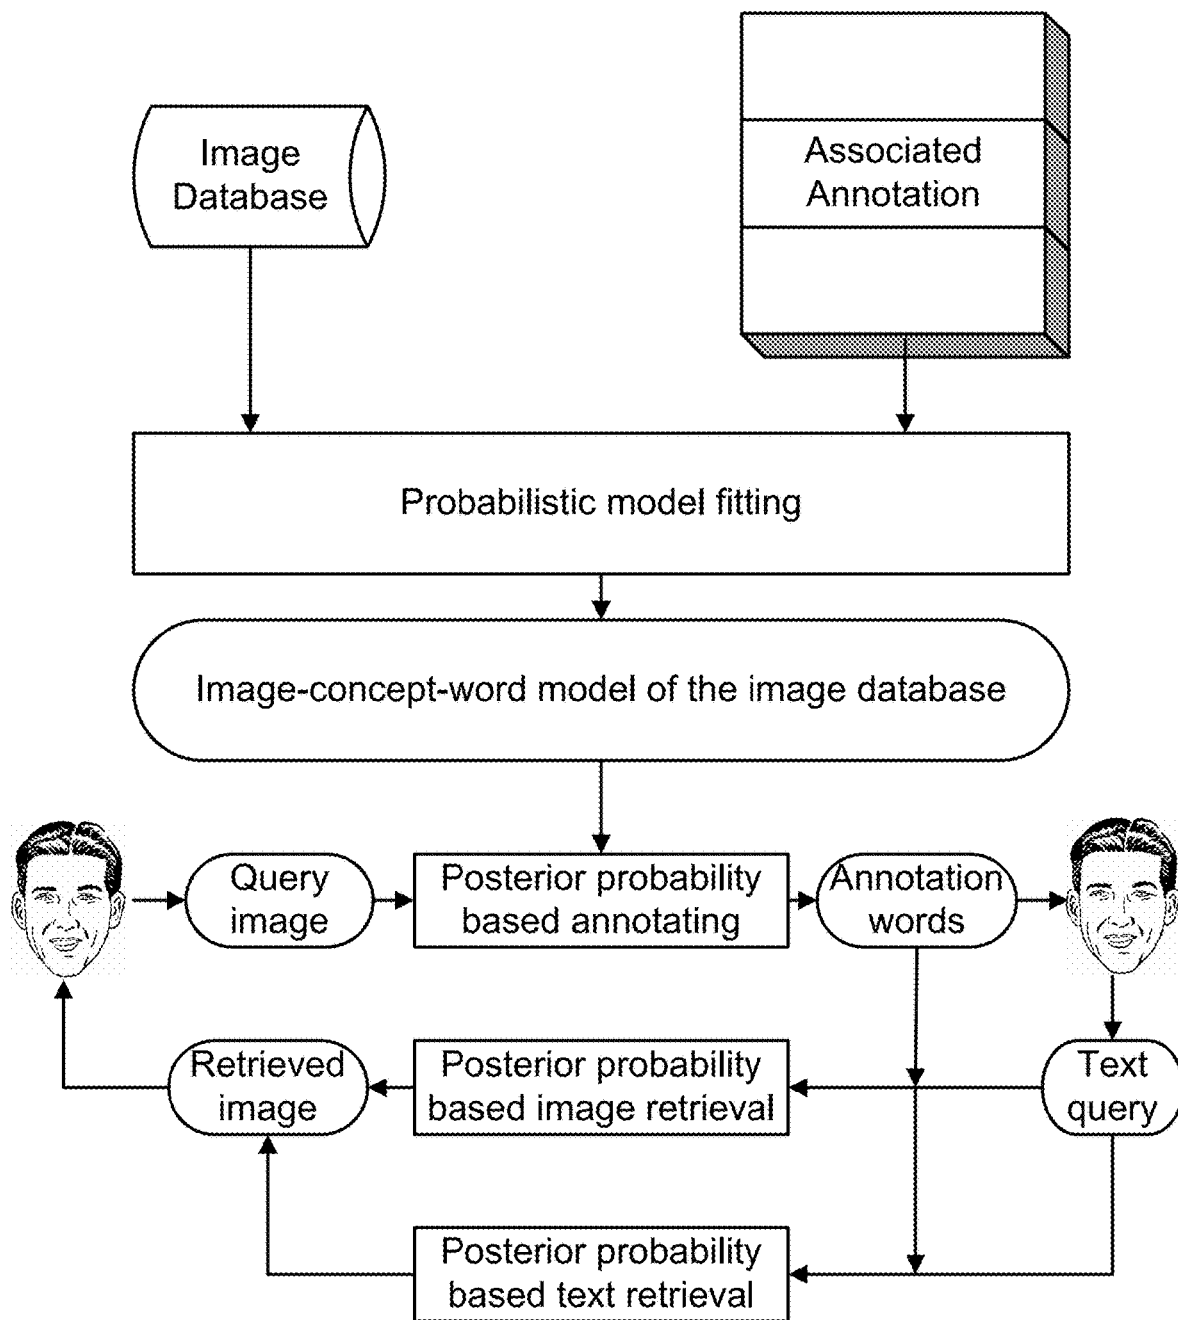 Image
Database
Associated
Annotation
Probabilistic model fitting
Image-concept-word model of the image database
Query
image
Posterior probability
based annotating
Annotation
words
Retrieved
image
Posterior probability
based image retrieval
Text
query
Posterior probability
based text retrieval